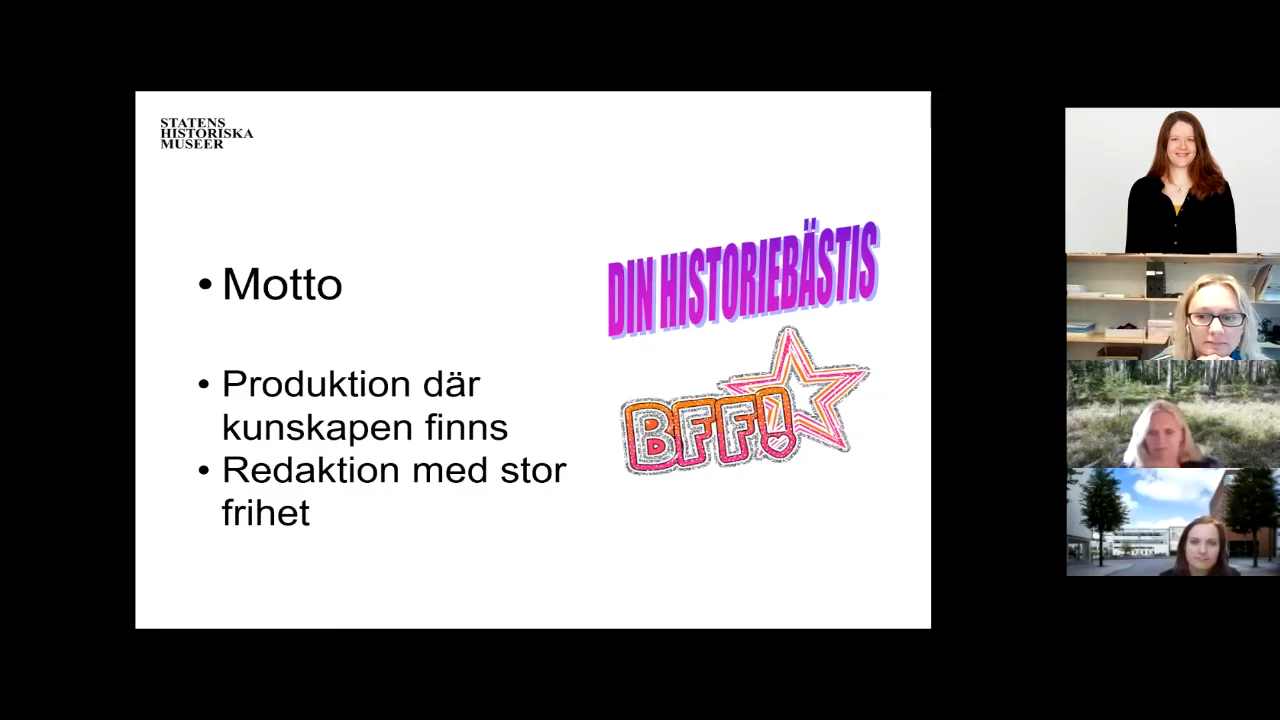 STATENS
HISTORISKA
MUSEER
• Motto
• Produktion där
kunskapen finns
• Redaktion med stor
frihet
DIN HISTORIEBÄSTIS
BFF!